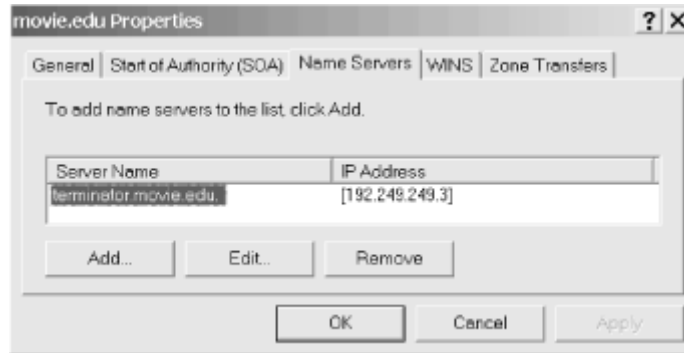 movie.edu Properties ? X
General Start of Authority (SOA) Name Servers WINS Zone Transfers
To add name servers to the list, click Add.
Server Name IP Address
terminator.movie.edu. [192.249.249.3]
Add... Edit... Remove
OK Cancel Apply